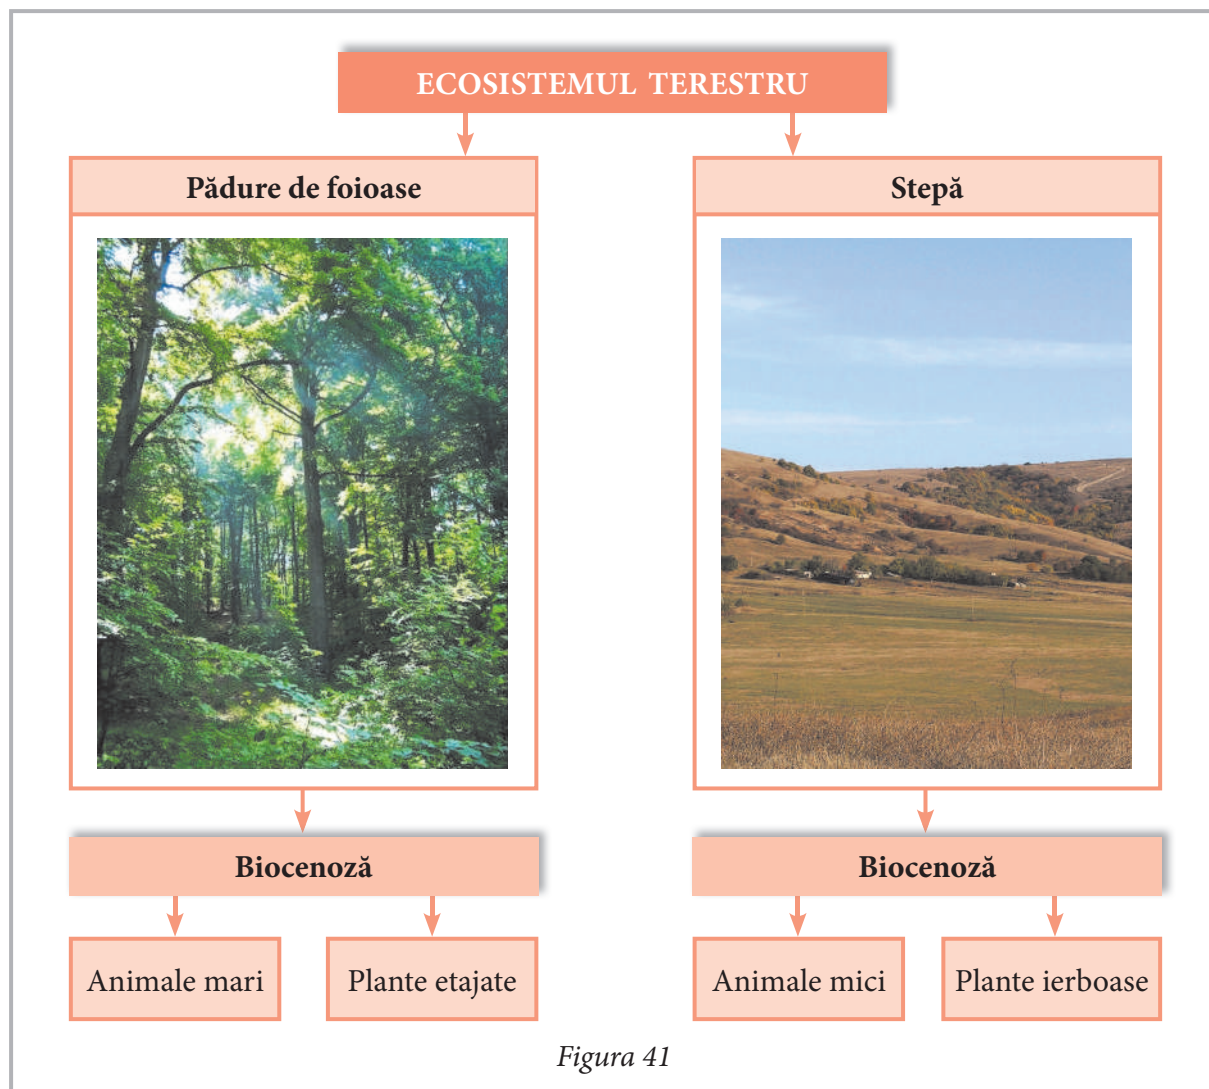 ECOSISTEMUL TERESTRU
Pădure de foioase
Stepă
Biocenoză
Biocenoză
Animale mari
Plante etajate
Animale mici
Plante ierboase
Figura 41